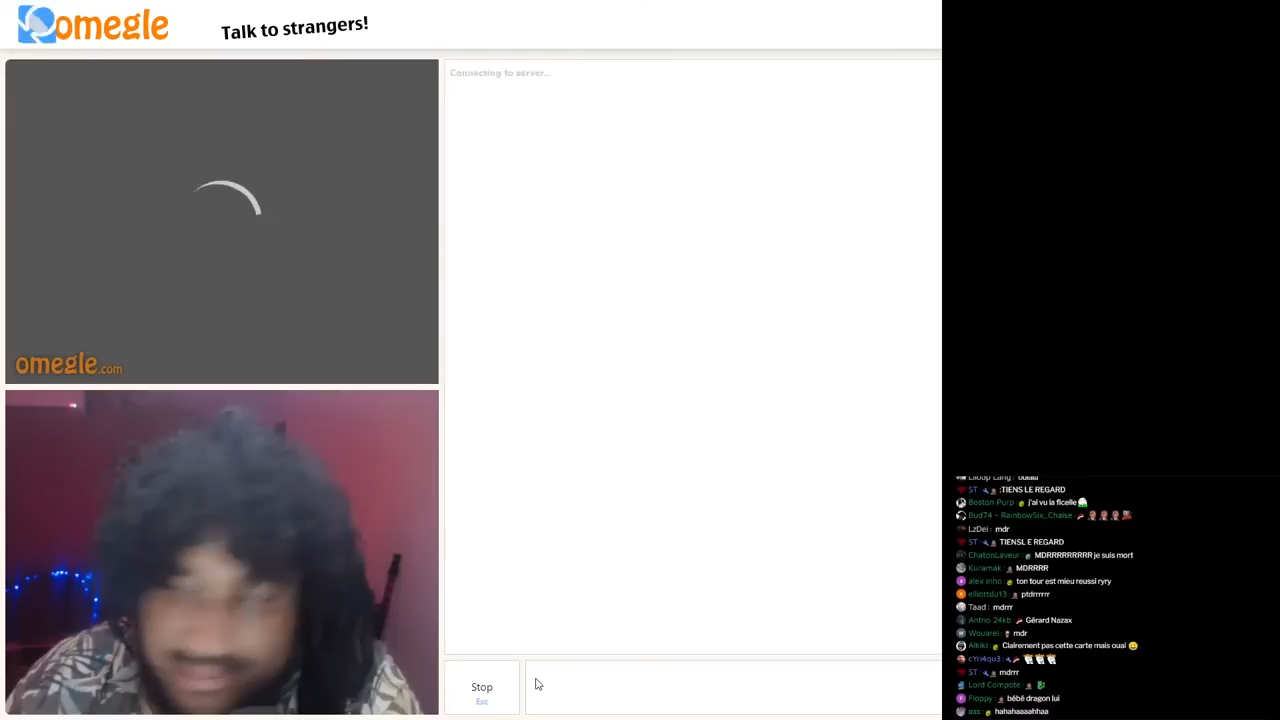 omegle
Talk to strangers!
Connecting to server...
omegle.com
ST : :TIENS LE REGARD
Boston Purp : j'ai vu la ficelle
Bud74 - RainbowSix_Chaise :
LzDei : mdr
ST : TIENSL E REGARD
ChatonLaveur : MDRRRRRRRRR je suis mort
Kuramak : MDRRRR
alex inho : ton tour est mieu reussi ryry
elliottdu13 : ptdrrrrrr
Taad : mdrrr
Antho 24kb : Gérard Nazax
Wouarei : mdr
Alkiki : Clairement pas cette carte mais ouai
cYri4qu3 :
ST : mdrrr
Lord Compote :
Floppy : bébé dragon lui
hahahaaaahhaa
Stop
Esc